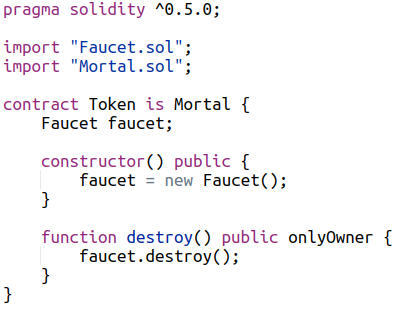 pragma solidity ^0.5.0;
import "Faucet.sol";
import "Mortal.sol";
contract Token is Mortal {
    Faucet faucet;
    constructor() public {
        faucet = new Faucet();
    }
    function destroy() public onlyOwner {
        faucet.destroy();
    }
}